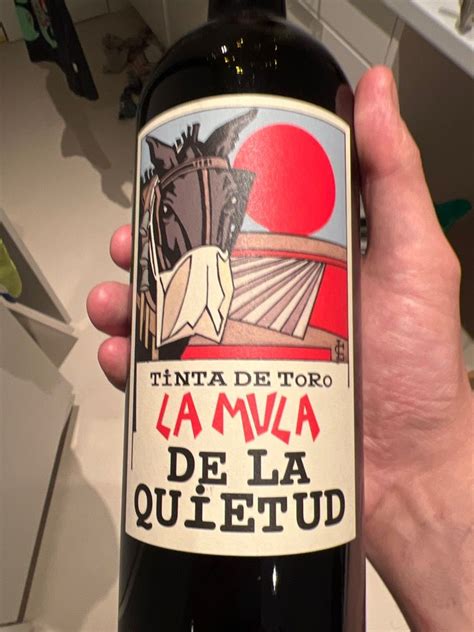 TiNTA DE ToRo
LA MULA
DE LA
QUiETUD